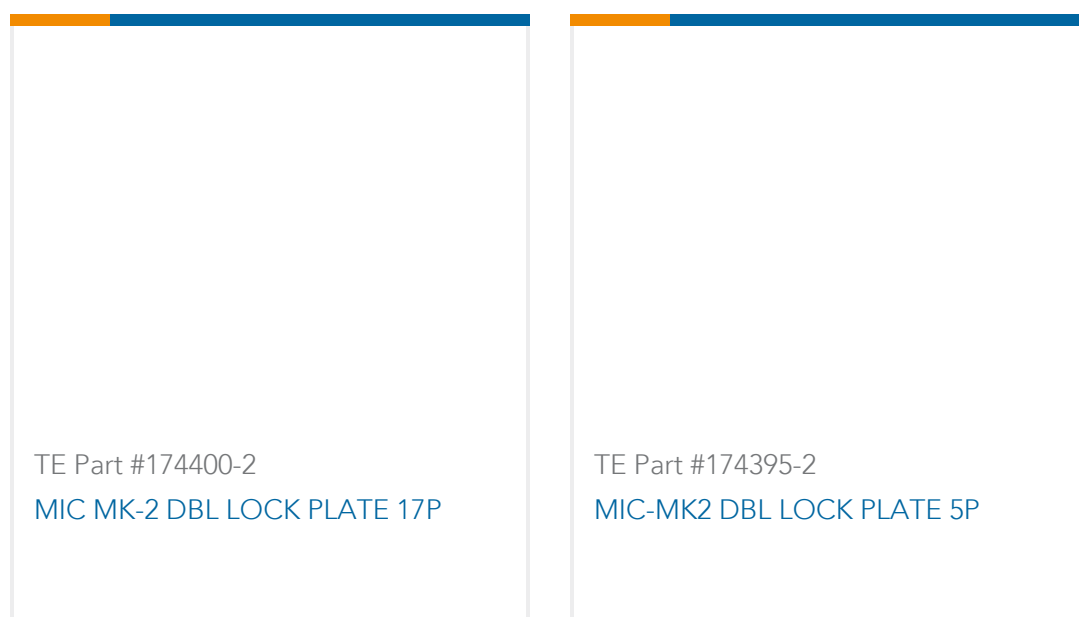 TE Part #174400-2
MIC MK-2 DBL LOCK PLATE 17P
TE Part #174395-2
MIC-MK2 DBL LOCK PLATE 5P